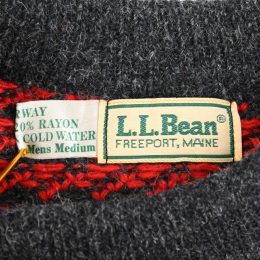 RWAY
20% RAYON
COLD WATER
Mens Medium
L.L.Bean®
FREEPORT, MAINE